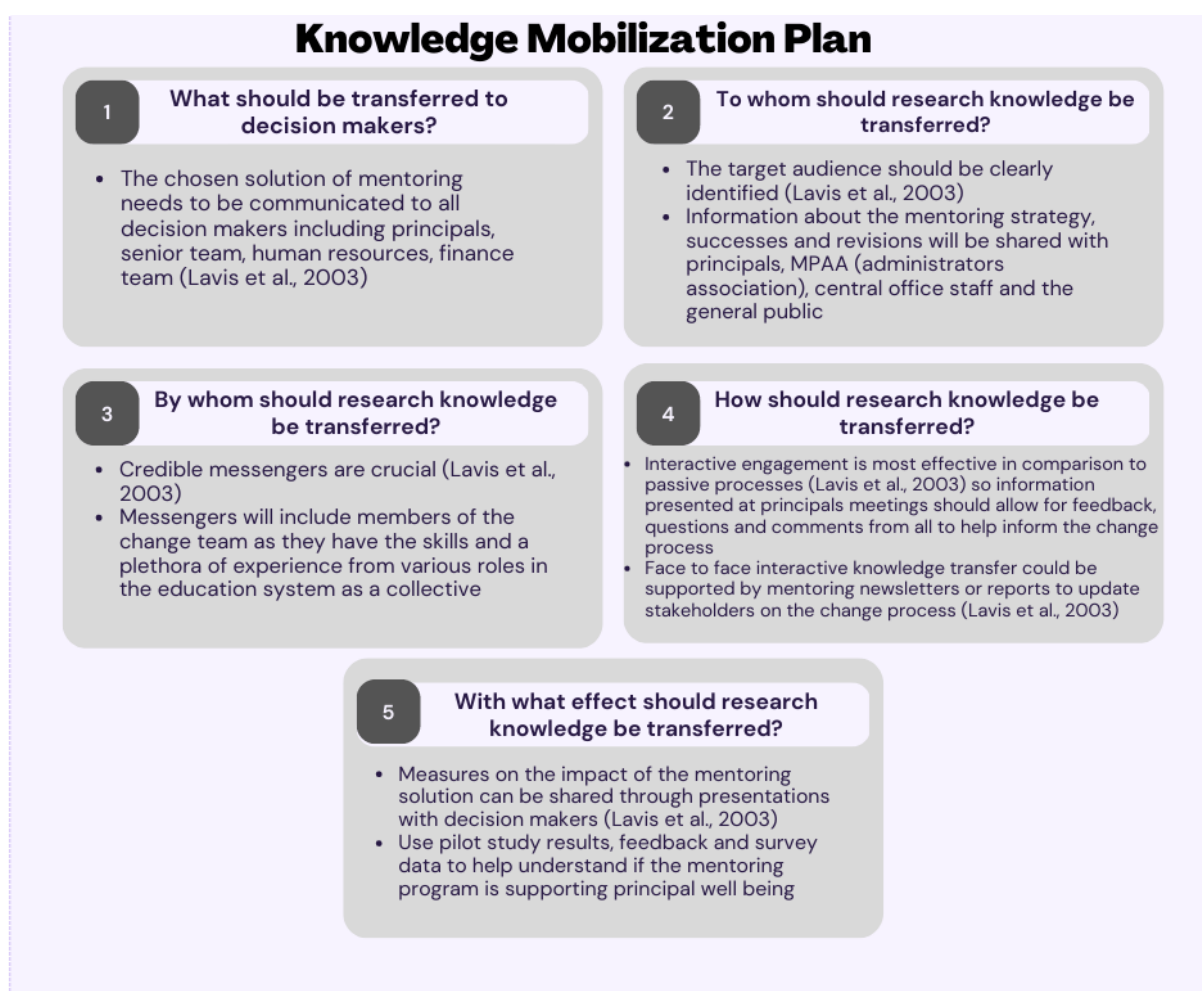 Knowledge Mobilization Plan
1
What should be transferred to
decision makers?
• The chosen solution of mentoring
needs to be communicated to all
decision makers including principals,
senior team, human resources, finance
team (Lavis et al., 2003)
2
To whom should research knowledge be
transferred?
• The target audience should be clearly
identified (Lavis et al., 2003)
• Information about the mentoring strategy,
successes and revisions will be shared with
principals, MPAA (administrators
association), central office staff and the
general public
3
By whom should research knowledge
be transferred?
• Credible messengers are crucial (Lavis et al.,
2003)
• Messengers will include members of the
change team as they have the skills and a
plethora of experience from various roles in
the education system as a collective
4
How should research knowledge be
transferred?
• Interactive engagement is most effective in comparison to
passive processes (Lavis et al., 2003) so information
presented at principals meetings should allow for feedback,
questions and comments from all to help inform the change
process
• Face to face interactive knowledge transfer could be
supported by mentoring newsletters or reports to update
stakeholders on the change process (Lavis et al., 2003)
5
With what effect should research
knowledge be transferred?
• Measures on the impact of the mentoring
solution can be shared through presentations
with decision makers (Lavis et al., 2003)
• Use pilot study results, feedback and survey
data to help understand if the mentoring
program is supporting principal well being